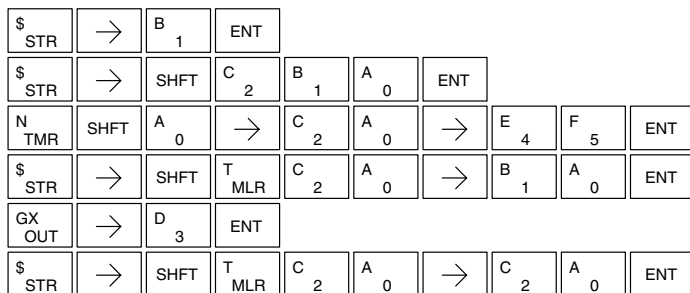 $ STR → B 1 ENT
$ STR → SHFT C 2 B 1 A 0 ENT
N TMR SHFT A 0 → C 2 A 0 → E 4 F 5 ENT
$ STR → SHFT T MLR C 2 A 0 → B 1 A 0 ENT
GX OUT → D 3 ENT
$ STR → SHFT T MLR C 2 A 0 → C 2 A 0 ENT